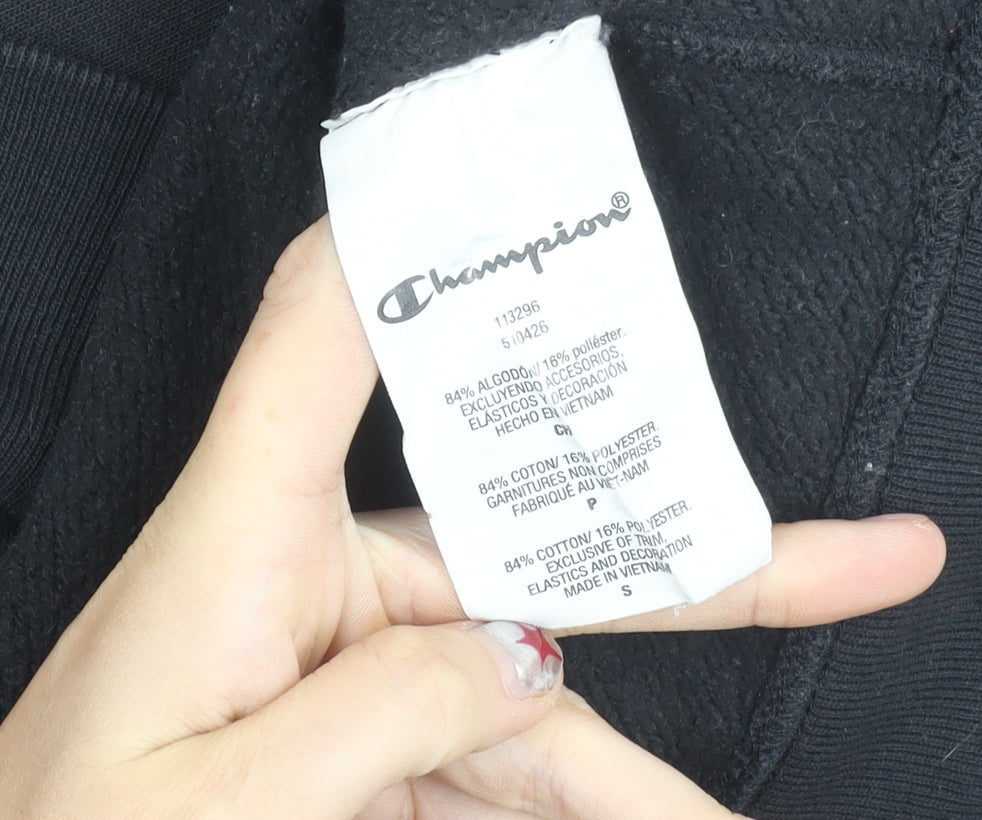 Champion®
113296
510426
84% ALGODÓN/ 16% poliéster.
EXCLUYENDO ACCESORIOS,
ELÁSTICOS Y DECORACIÓN
HECHO EN VIETNAM
CH
84% COTON/ 16% POLYESTER.
GARNITURES NON COMPRISES
FABRIQUÉ AU VIET-NAM
P
84% COTTON/ 16% POLYESTER.
EXCLUSIVE OF TRIM,
ELASTICS AND DECORATION
MADE IN VIETNAM
S